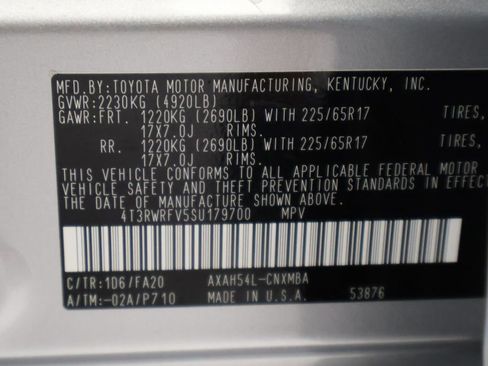 MFD.BY:TOYOTA MOTOR MANUFACTURING, KENTUCKY, INC.
GVWR:2230KG (4920LB)
GAWR:FRT. 1220KG (2690LB) WITH 225/65R17 TIRES,
17X7.0J RIMS.
RR. 1220KG (2690LB) WITH 225/65R17 TIRES,
17X7.0J RIMS.
THIS VEHICLE CONFORMS TO ALL APPLICABLE FEDERAL MOTOR
VEHICLE SAFETY AND THEFT PREVENTION STANDARDS IN EFFECT
THE DATE OF MANUFACTURE SHOWN ABOVE.
4T3RWRFV5SU179700 MPV
C/TR:1D6/FA20 AXAH54L-CNXMBA
A/TM:-02A/P710 MADE IN U.S.A. 53876